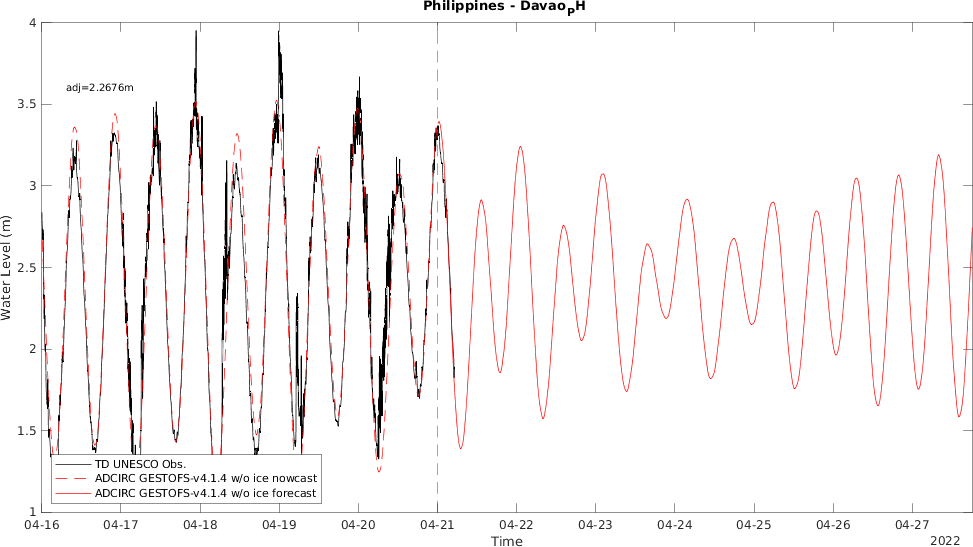 Philippines - Davao_pH
4
adj=2.2676m
3.5
3
2.5
2
1.5
1
Water Level (m)
TD UNESCO Obs.
ADCIRC GESTOFS-v4.1.4 w/o ice nowcast
ADCIRC GESTOFS-v4.1.4 w/o ice forecast
04-16 04-17 04-18 04-19 04-20 04-21 04-22 04-23 04-24 04-25 04-26 04-27
Time
2022